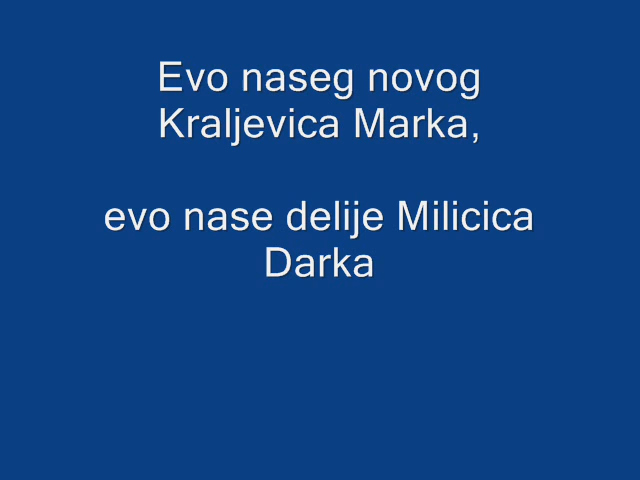 Evo naseg novog
Kraljevica Marka,
evo nase delije Milicica
Darka